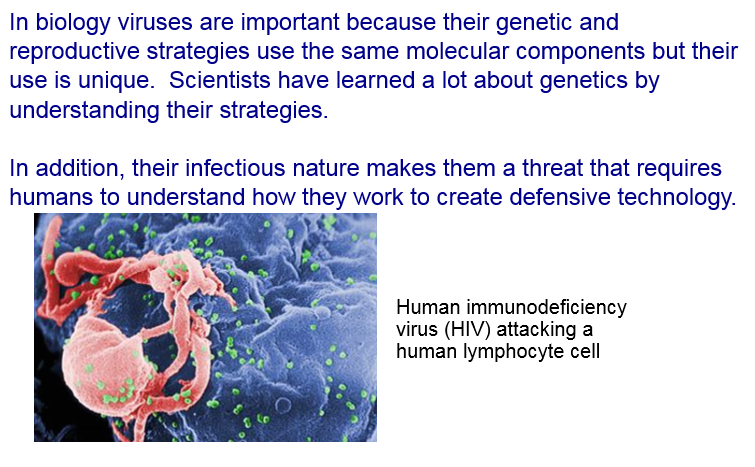 In biology viruses are important because their genetic and
reproductive strategies use the same molecular components but their
use is unique.  Scientists have learned a lot about genetics by
understanding their strategies.
In addition, their infectious nature makes them a threat that requires
humans to understand how they work to create defensive technology.
Human immunodeficiency
virus (HIV) attacking a
human lymphocyte cell